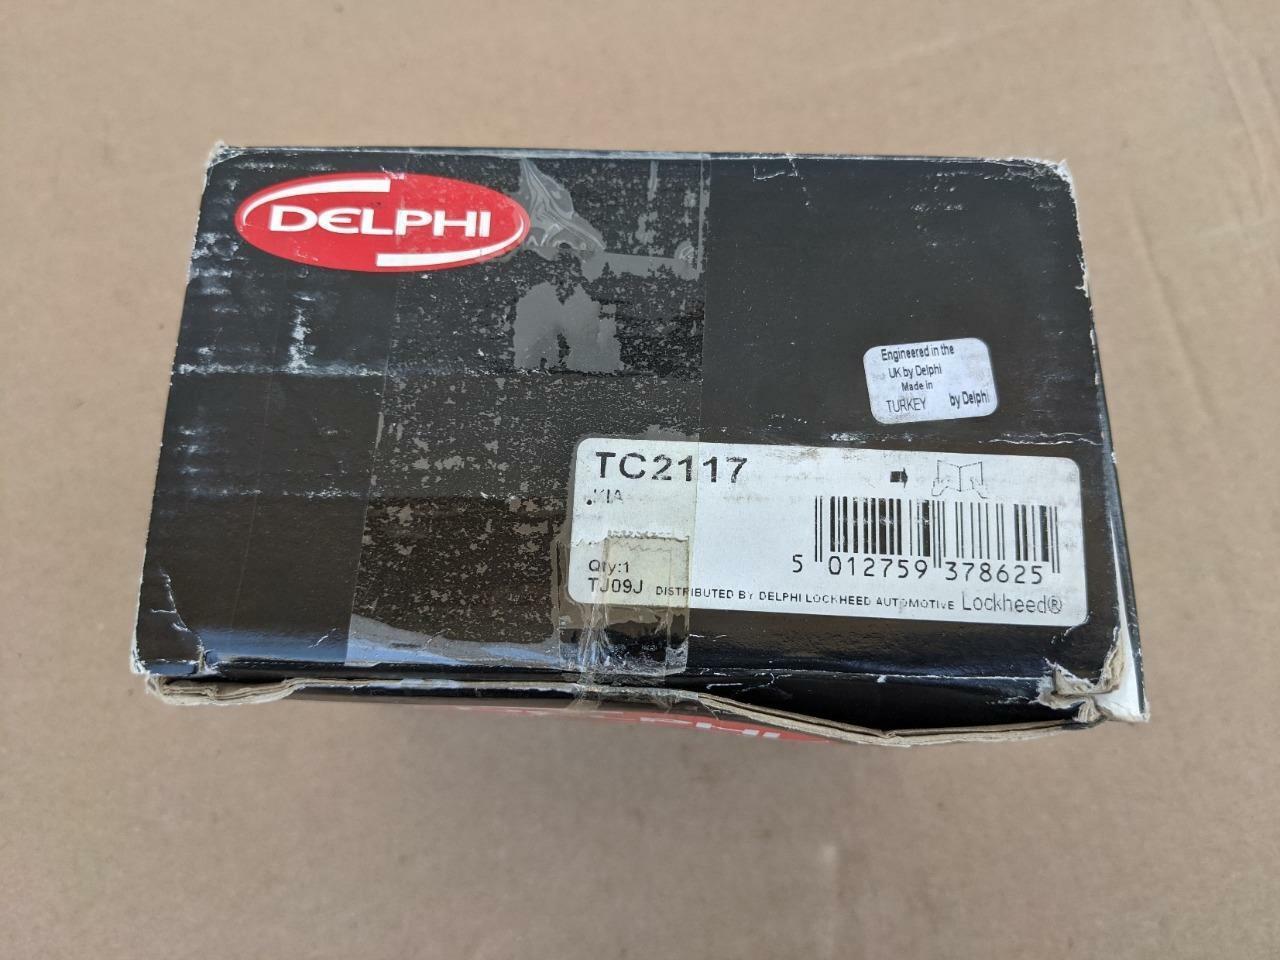 DELPHI
Engineered in the
UK by Delphi
Made in
TURKEY by Delphi
TC2117
KIA
Qty:1
TJ09J DISTRIBUTED BY DELPHI LOCKHEED AUTOMOTIVE Lockheed®
5 012759 378625